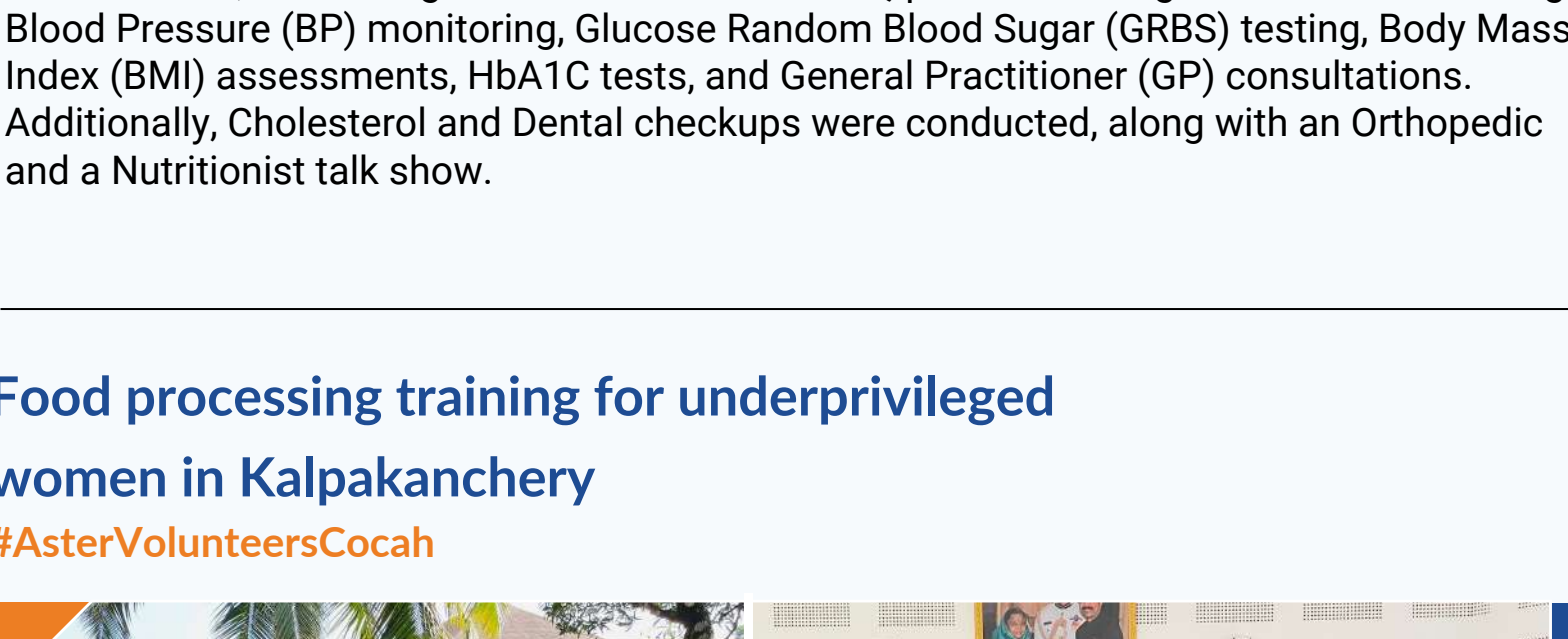 Blood Pressure (BP) monitoring, Glucose Random Blood Sugar (GRBS) testing, Body Mass
Index (BMI) assessments, HbA1C tests, and General Practitioner (GP) consultations.
Additionally, Cholesterol and Dental checkups were conducted, along with an Orthopedic
and a Nutritionist talk show.
Food processing training for underprivileged
women in Kalpakanchery
#AsterVolunteersCocah